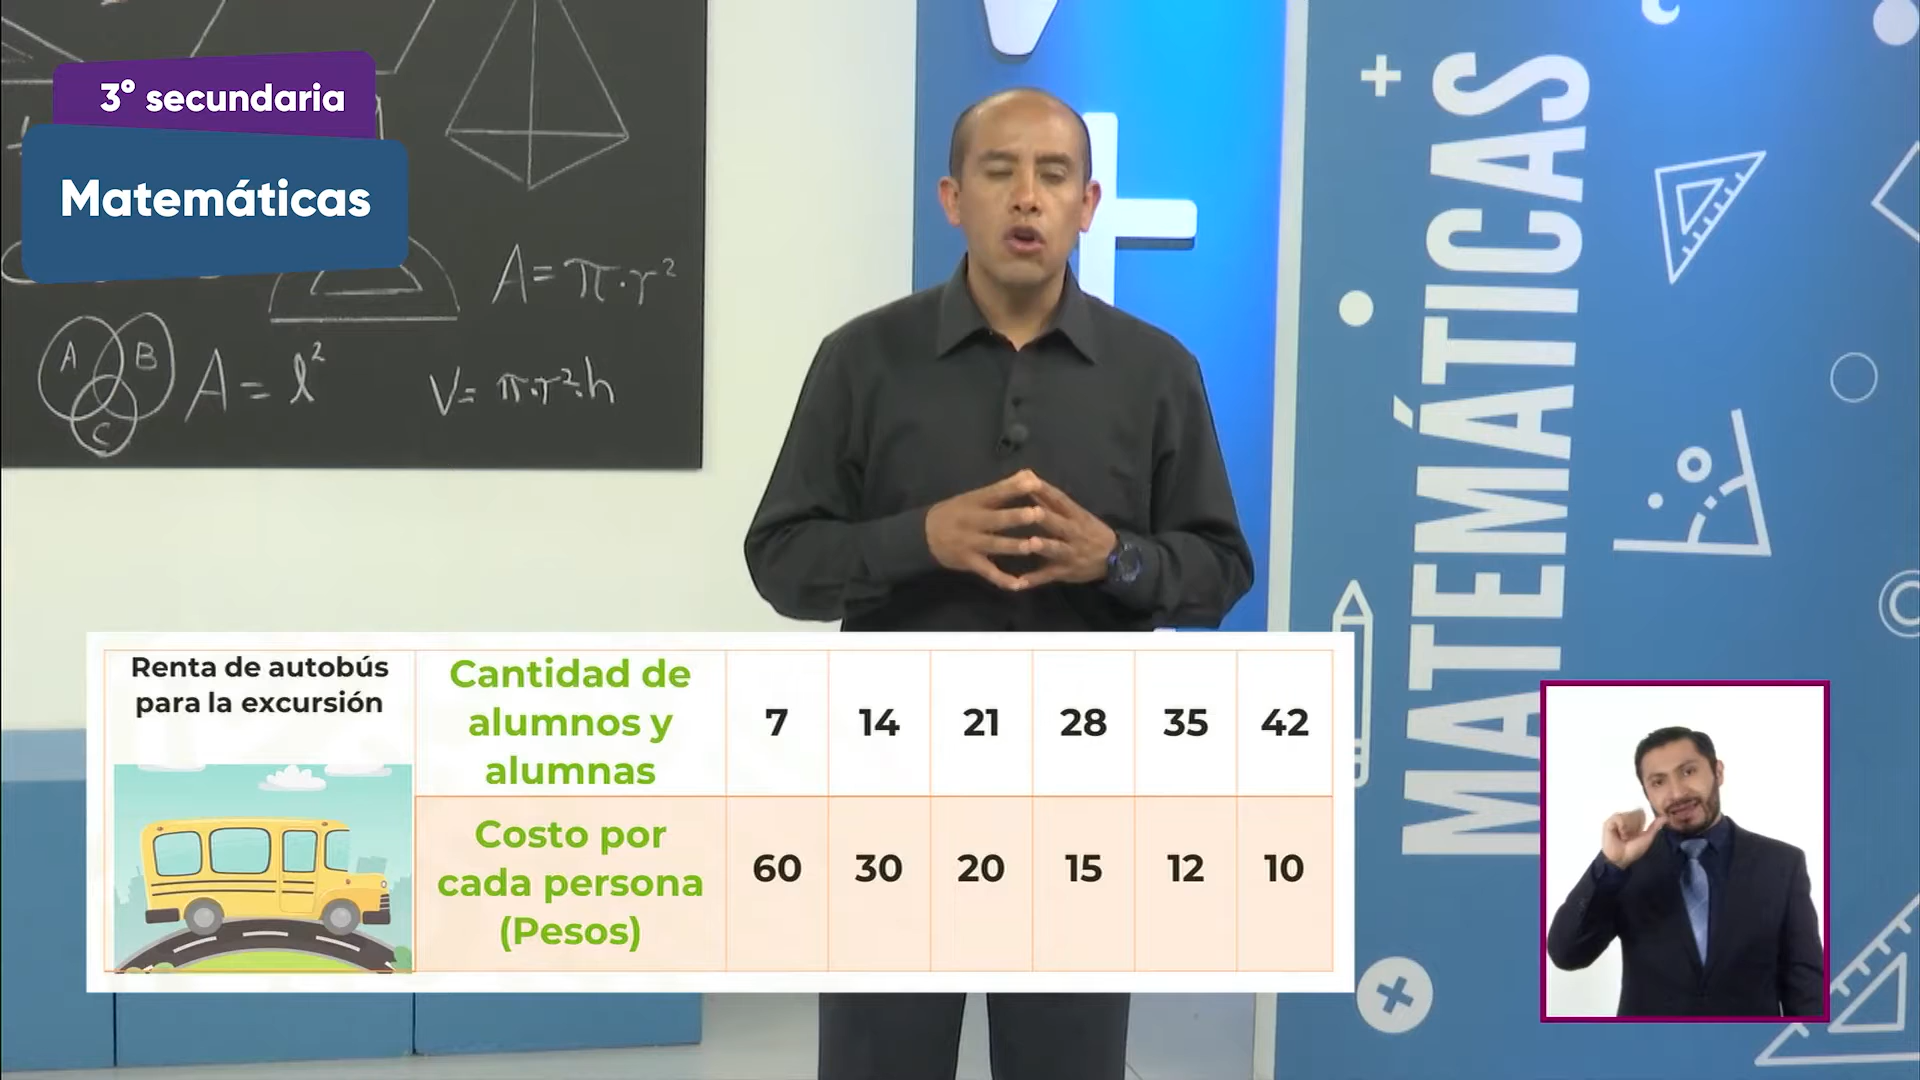 3° secundaria
Matemáticas
A = π·r²
A B
C
A = l²
V= π·r²·h
MATEMÁTICAS
Renta de autobús
para la excursión
Cantidad de
alumnos y
alumnas
7 14 21 28 35 42
Costo por
cada persona
(Pesos)
60 30 20 15 12 10